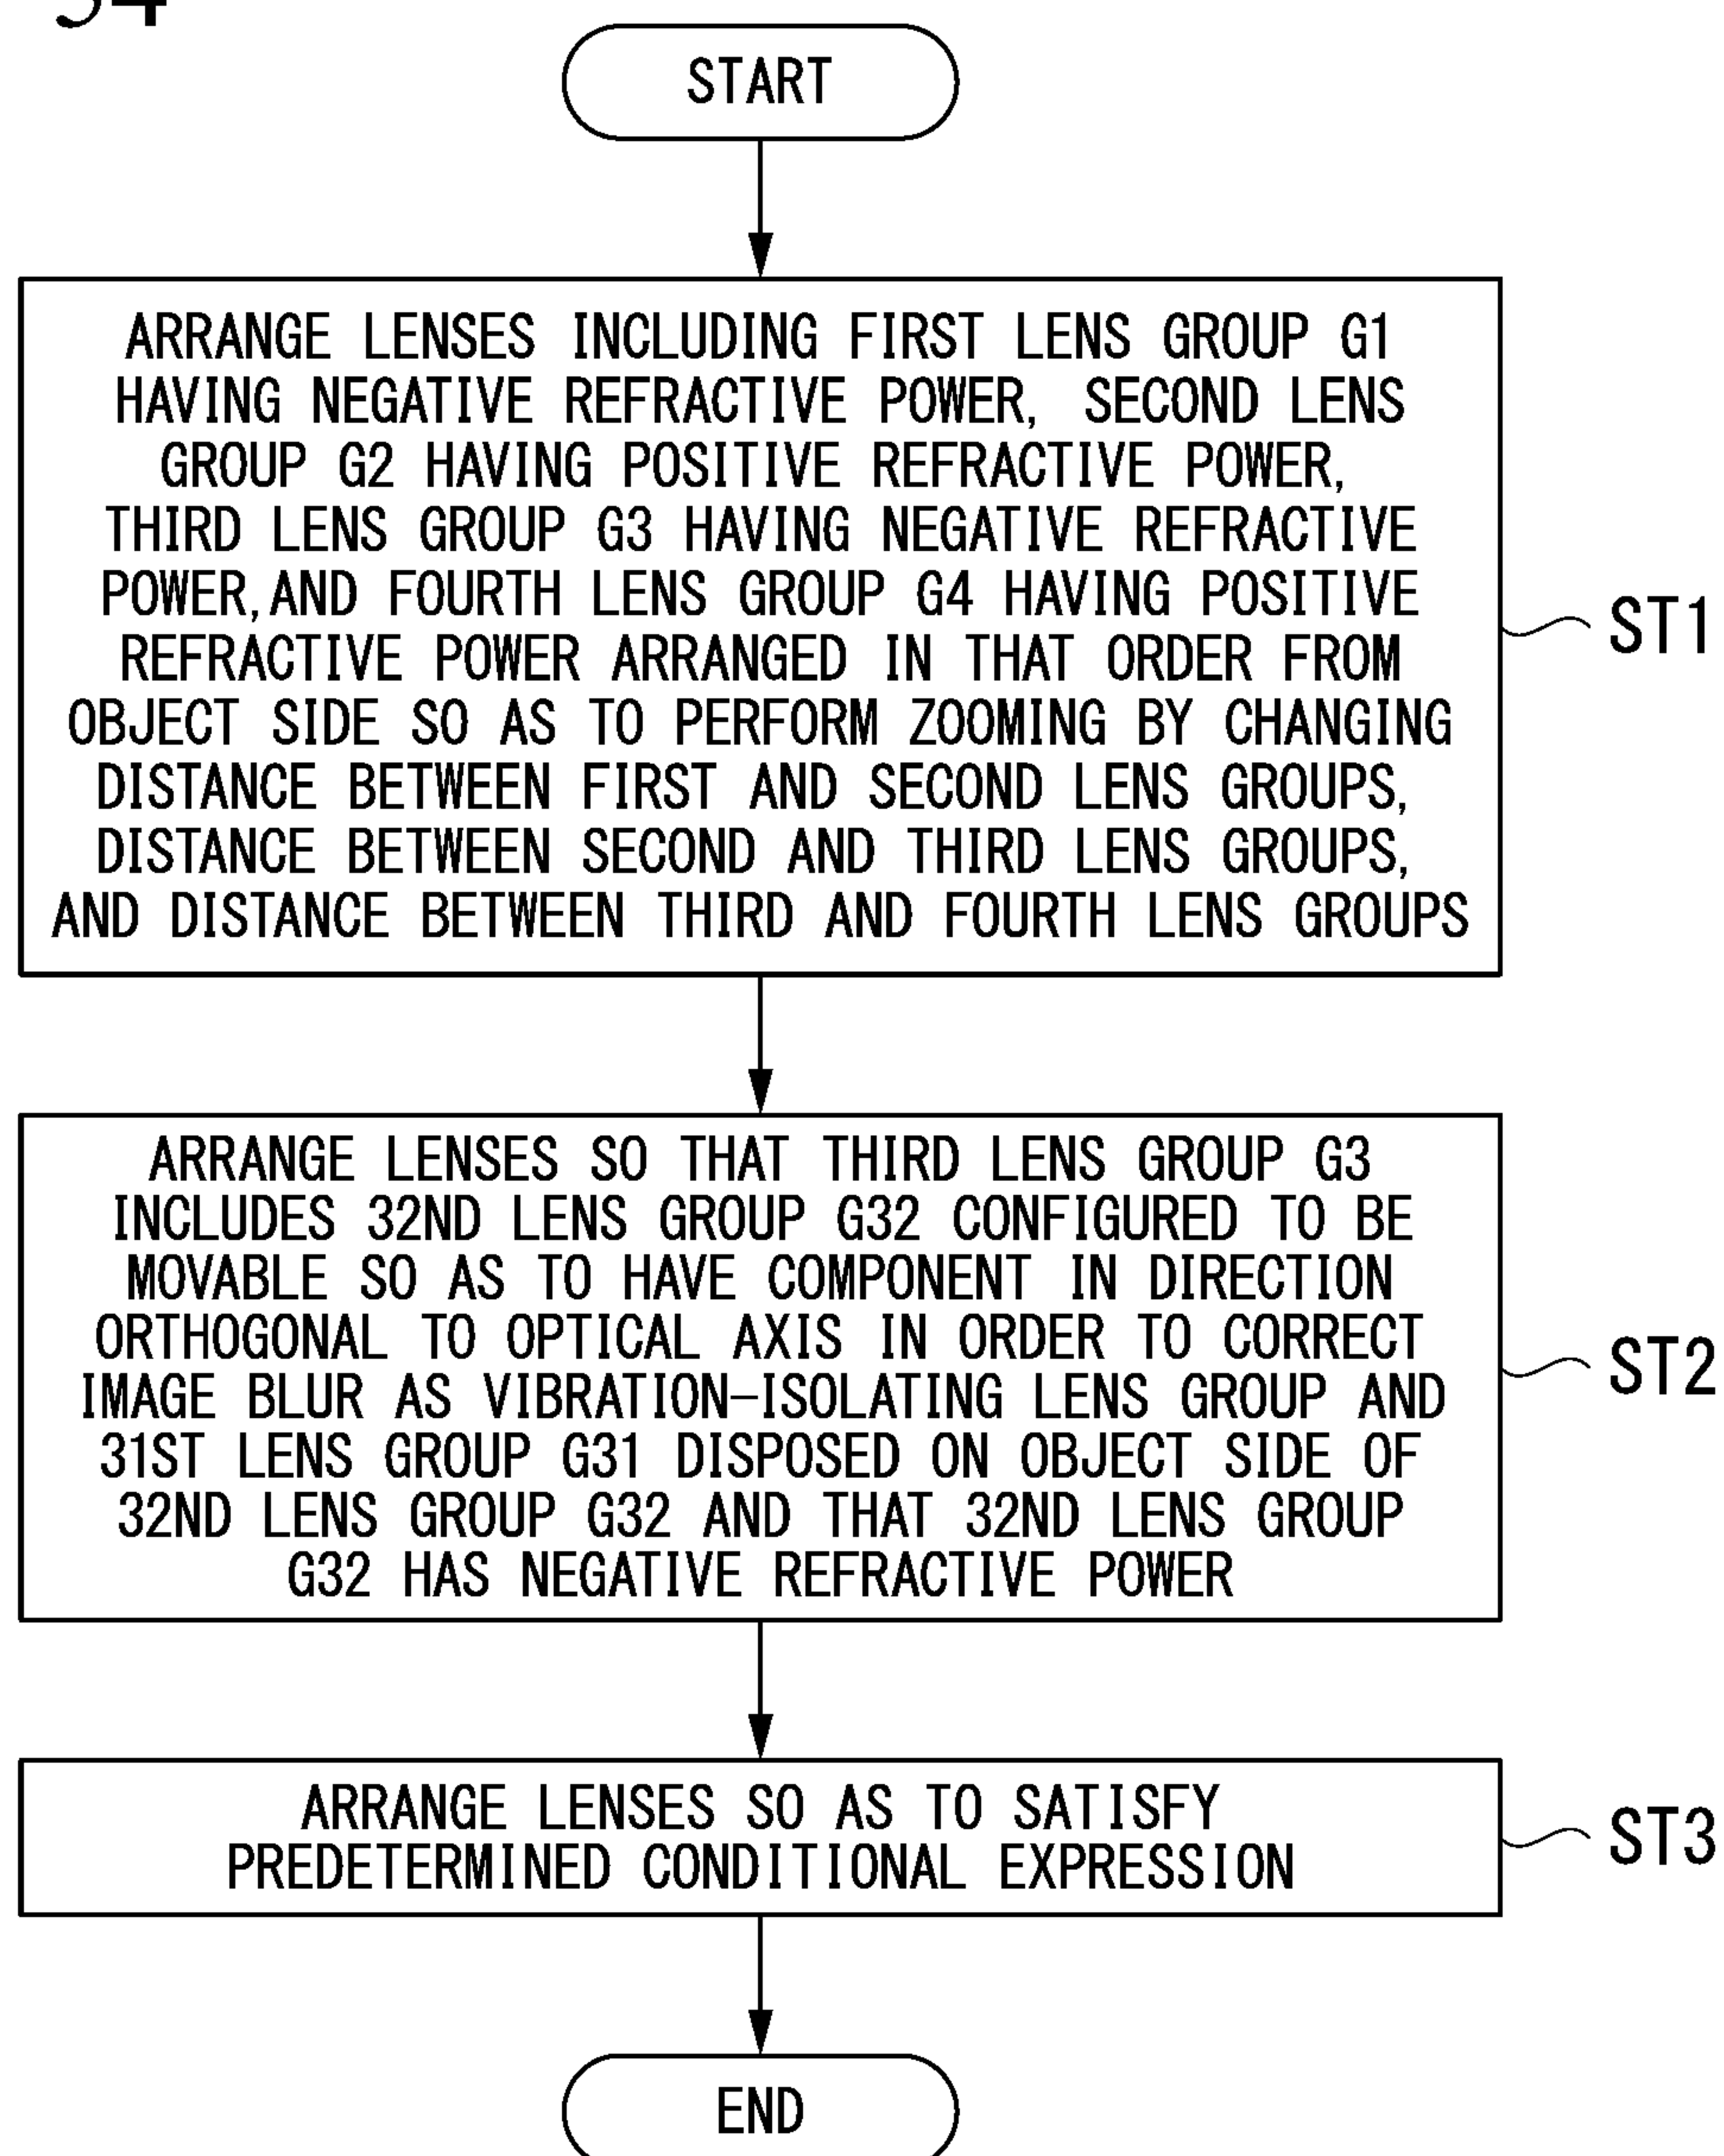 START
ARRANGE LENSES INCLUDING FIRST LENS GROUP G1
HAVING NEGATIVE REFRACTIVE POWER, SECOND LENS
GROUP G2 HAVING POSITIVE REFRACTIVE POWER,
THIRD LENS GROUP G3 HAVING NEGATIVE REFRACTIVE
POWER,AND FOURTH LENS GROUP G4 HAVING POSITIVE
REFRACTIVE POWER ARRANGED IN THAT ORDER FROM
OBJECT SIDE SO AS TO PERFORM ZOOMING BY CHANGING
DISTANCE BETWEEN FIRST AND SECOND LENS GROUPS,
DISTANCE BETWEEN SECOND AND THIRD LENS GROUPS,
AND DISTANCE BETWEEN THIRD AND FOURTH LENS GROUPS
ST1
ARRANGE LENSES SO THAT THIRD LENS GROUP G3
INCLUDES 32ND LENS GROUP G32 CONFIGURED TO BE
MOVABLE SO AS TO HAVE COMPONENT IN DIRECTION
ORTHOGONAL TO OPTICAL AXIS IN ORDER TO CORRECT
IMAGE BLUR AS VIBRATION-ISOLATING LENS GROUP AND
31ST LENS GROUP G31 DISPOSED ON OBJECT SIDE OF
32ND LENS GROUP G32 AND THAT 32ND LENS GROUP
G32 HAS NEGATIVE REFRACTIVE POWER
ST2
ARRANGE LENSES SO AS TO SATISFY
PREDETERMINED CONDITIONAL EXPRESSION
ST3
END